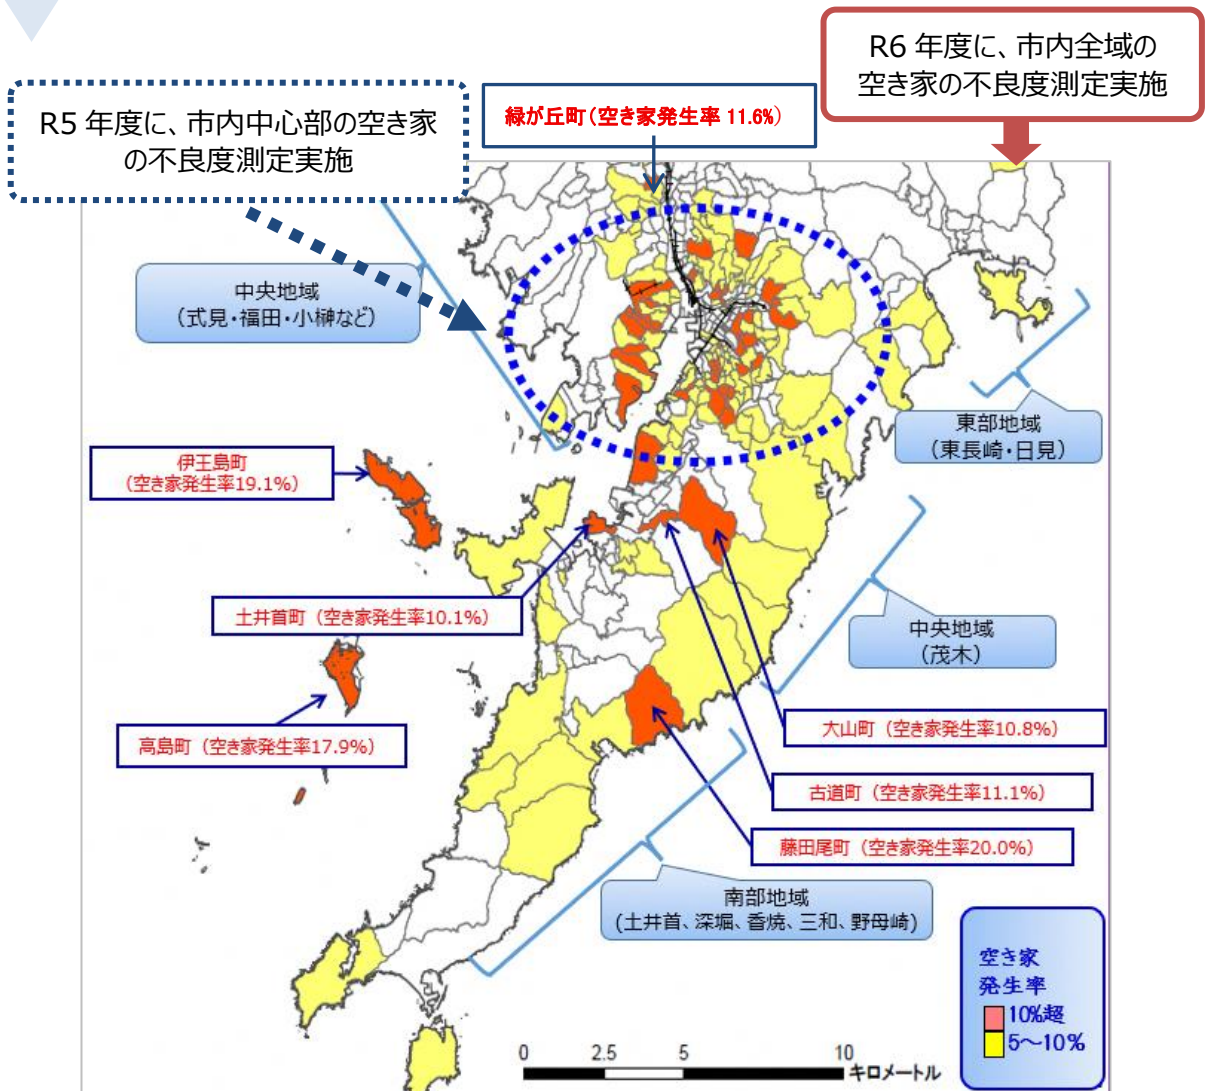 R6 年度に、市内全域の
空き家の不良度測定実施
R5 年度に、市内中心部の空き家
の不良度測定実施
緑が丘町(空き家発生率 11.6%)
中央地域
(式見・福田・小榊など)
東部地域
(東長崎・日見)
伊王島町
(空き家発生率19.1%)
土井首町（空き家発生率10.1%）
中央地域
(茂木)
高島町（空き家発生率17.9%）
大山町（空き家発生率10.8%）
古道町（空き家発生率11.1%）
藤田尾町（空き家発生率20.0%）
南部地域
(土井首、深堀、香焼、三和、野母崎)
空き家
発生率
10%超
5～10%
0 2.5 5 10
キロメートル